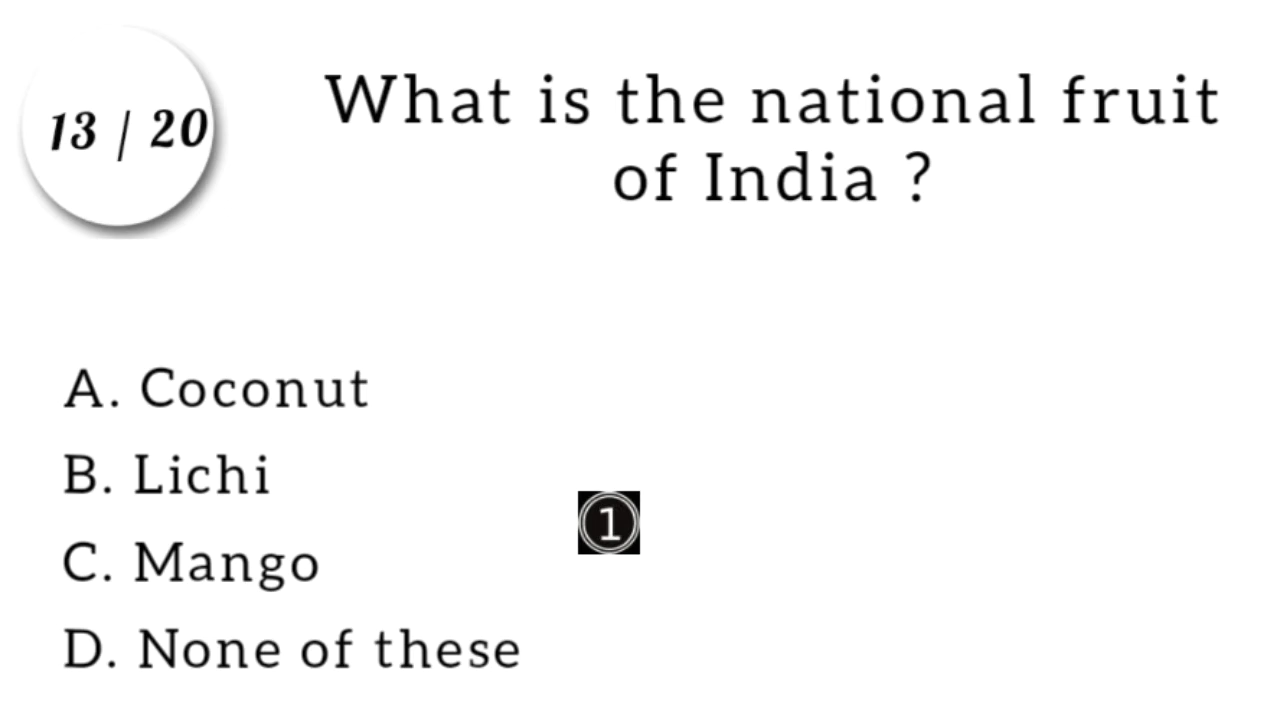 13 / 20
What is the national fruit
of India ?
A. Coconut
B. Lichi
C. Mango
D. None of these
1